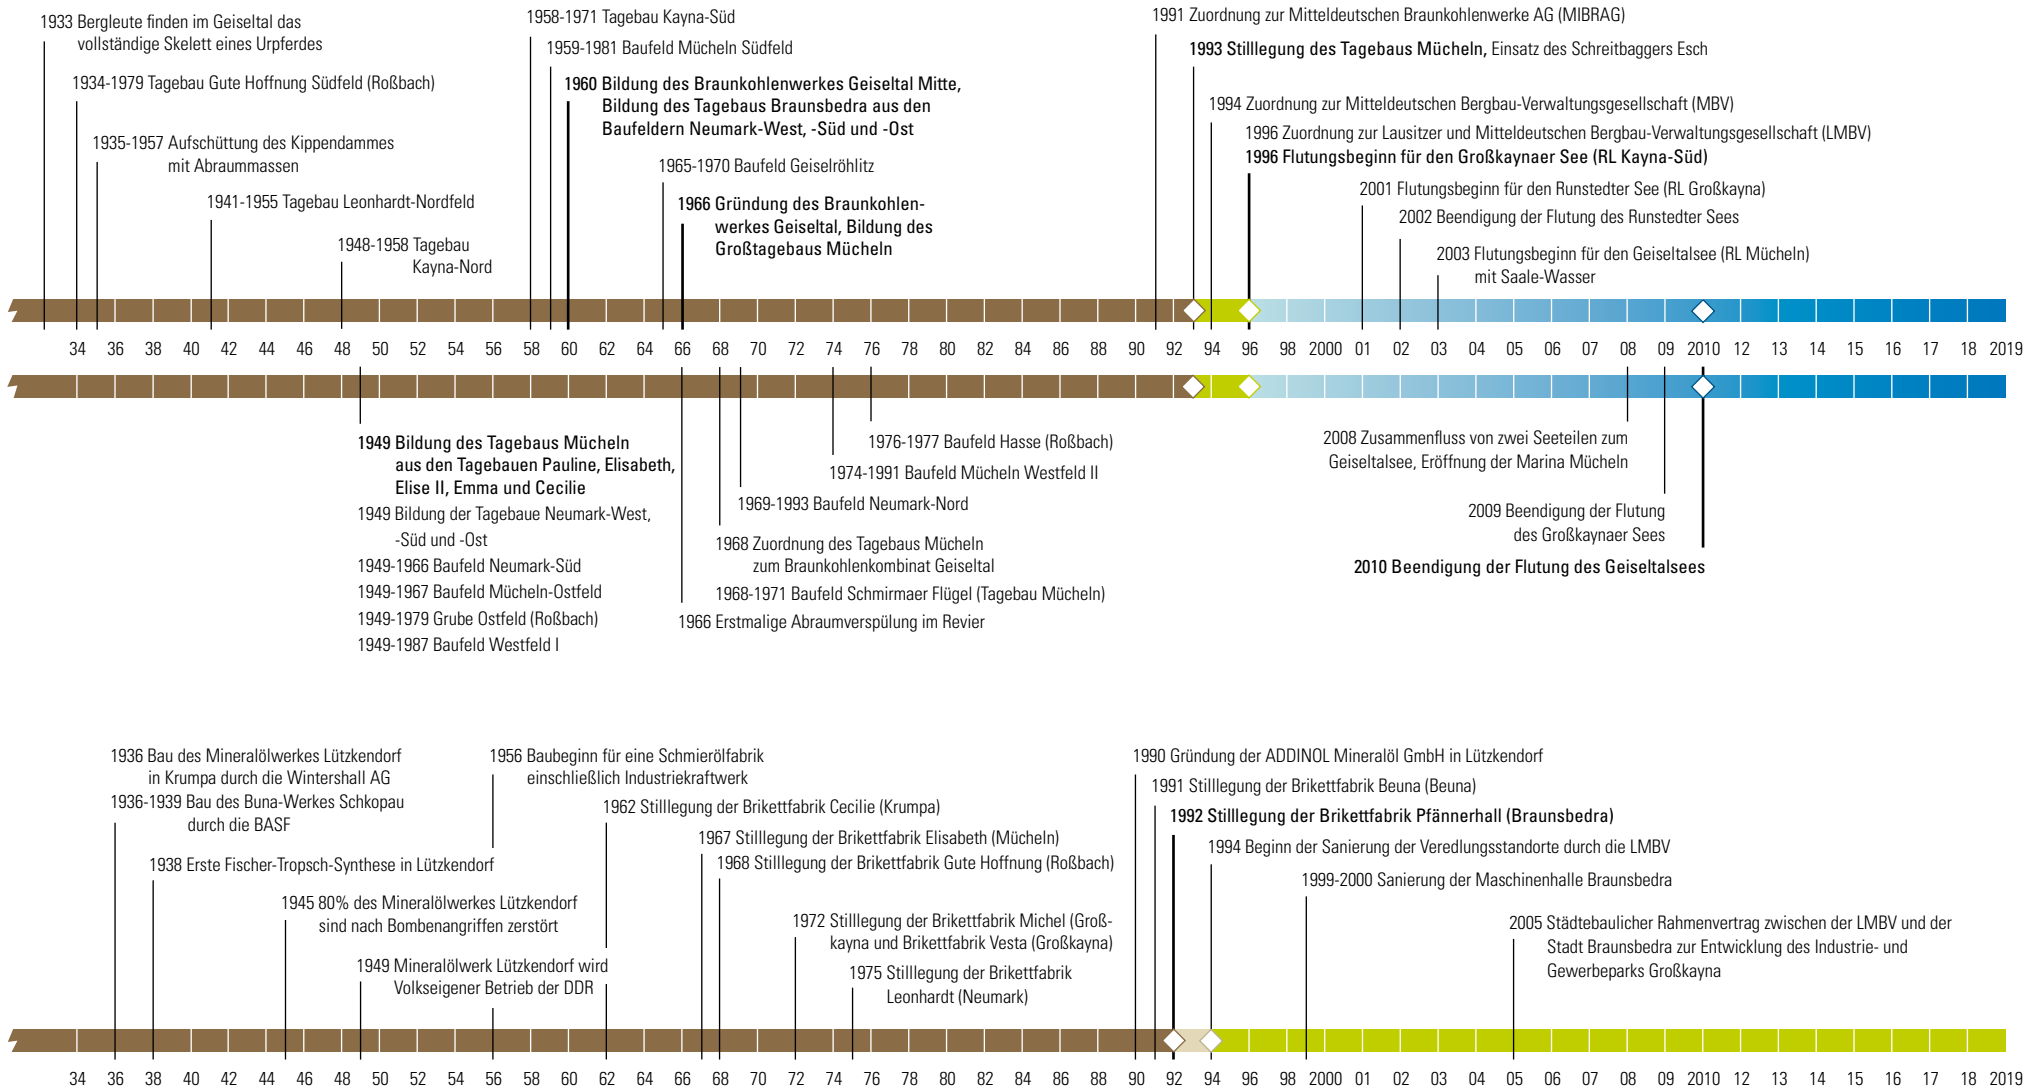 1933 Bergleute finden im Geiseltal das
vollständige Skelett eines Urpferdes
1934-1979 Tagebau Gute Hoffnung Südfeld (Roßbach)
1935-1957 Aufschüttung des Kippendammes
mit Abraummassen
1941-1955 Tagebau Leonhardt-Nordfeld
1948-1958 Tagebau
Kayna-Nord
1958-1971 Tagebau Kayna-Süd
1959-1981 Baufeld Mücheln Südfeld
1960 Bildung des Braunkohlenwerkes Geiseltal Mitte,
Bildung des Tagebaus Braunsbedra aus den
Baufeldern Neumark-West, -Süd und -Ost
1965-1970 Baufeld Geiselröhlitz
1966 Gründung des Braunkohlen-
werkes Geiseltal, Bildung des
Großtagebaus Mücheln
1991 Zuordnung zur Mitteldeutschen Braunkohlenwerke AG (MIBRAG)
1993 Stilllegung des Tagebaus Mücheln, Einsatz des Schreitbaggers Esch
1994 Zuordnung zur Mitteldeutschen Bergbau-Verwaltungsgesellschaft (MBV)
1996 Zuordnung zur Lausitzer und Mitteldeutschen Bergbau-Verwaltungsgesellschaft (LMBV)
1996 Flutungsbeginn für den Großkaynaer See (RL Kayna-Süd)
2001 Flutungsbeginn für den Runstedter See (RL Großkayna)
2002 Beendigung der Flutung des Runstedter Sees
2003 Flutungsbeginn für den Geiseltalsee (RL Mücheln)
mit Saale-Wasser
34 36 38 40 42 44 46 48 50 52 54 56 58 60 62 64 66 68 70 72 74 76 78 80 82 84 86 88 90 92 94 96 98 2000 01 02 03 04 05 06 07 08 09 2010 12 13 14 15 16 17 18 2019
1949 Bildung des Tagebaus Mücheln
aus den Tagebauen Pauline, Elisabeth,
Elise II, Emma und Cecilie
1949 Bildung der Tagebaue Neumark-West,
-Süd und -Ost
1949-1966 Baufeld Neumark-Süd
1949-1967 Baufeld Mücheln-Ostfeld
1949-1979 Grube Ostfeld (Roßbach)
1949-1987 Baufeld Westfeld I
1976-1977 Baufeld Hasse (Roßbach)
1974-1991 Baufeld Mücheln Westfeld II
1969-1993 Baufeld Neumark-Nord
1968 Zuordnung des Tagebaus Mücheln
zum Braunkohlenkombinat Geiseltal
1968-1971 Baufeld Schmirmaer Flügel (Tagebau Mücheln)
1966 Erstmalige Abraumverspülung im Revier
2008 Zusammenfluss von zwei Seeteilen zum
Geiseltalsee, Eröffnung der Marina Mücheln
2009 Beendigung der Flutung
des Großkaynaer Sees
2010 Beendigung der Flutung des Geiseltalsees
1936 Bau des Mineralölwerkes Lützkendorf
in Krumpa durch die Wintershall AG
1936-1939 Bau des Buna-Werkes Schkopau
durch die BASF
1938 Erste Fischer-Tropsch-Synthese in Lützkendorf
1945 80% des Mineralölwerkes Lützkendorf
sind nach Bombenangriffen zerstört
1949 Mineralölwerk Lützkendorf wird
Volkseigener Betrieb der DDR
1956 Baubeginn für eine Schmierölfabrik
einschließlich Industriekraftwerk
1962 Stilllegung der Brikettfabrik Cecilie (Krumpa)
1967 Stilllegung der Brikettfabrik Elisabeth (Mücheln)
1968 Stilllegung der Brikettfabrik Gute Hoffnung (Roßbach)
1972 Stilllegung der Brikettfabrik Michel (Groß-
kayna und Brikettfabrik Vesta (Großkayna)
1975 Stilllegung der Brikettfabrik
Leonhardt (Neumark)
1990 Gründung der ADDINOL Mineralöl GmbH in Lützkendorf
1991 Stilllegung der Brikettfabrik Beuna (Beuna)
1992 Stilllegung der Brikettfabrik Pfännerhall (Braunsbedra)
1994 Beginn der Sanierung der Veredlungsstandorte durch die LMBV
1999-2000 Sanierung der Maschinenhalle Braunsbedra
2005 Städtebaulicher Rahmenvertrag zwischen der LMBV und der
Stadt Braunsbedra zur Entwicklung des Industrie- und
Gewerbeparks Großkayna
34 36 38 40 42 44 46 48 50 52 54 56 58 60 62 64 66 68 70 72 74 76 78 80 82 84 86 88 90 92 94 96 98 2000 01 02 03 04 05 06 07 08 09 2010 12 13 14 15 16 17 18 2019